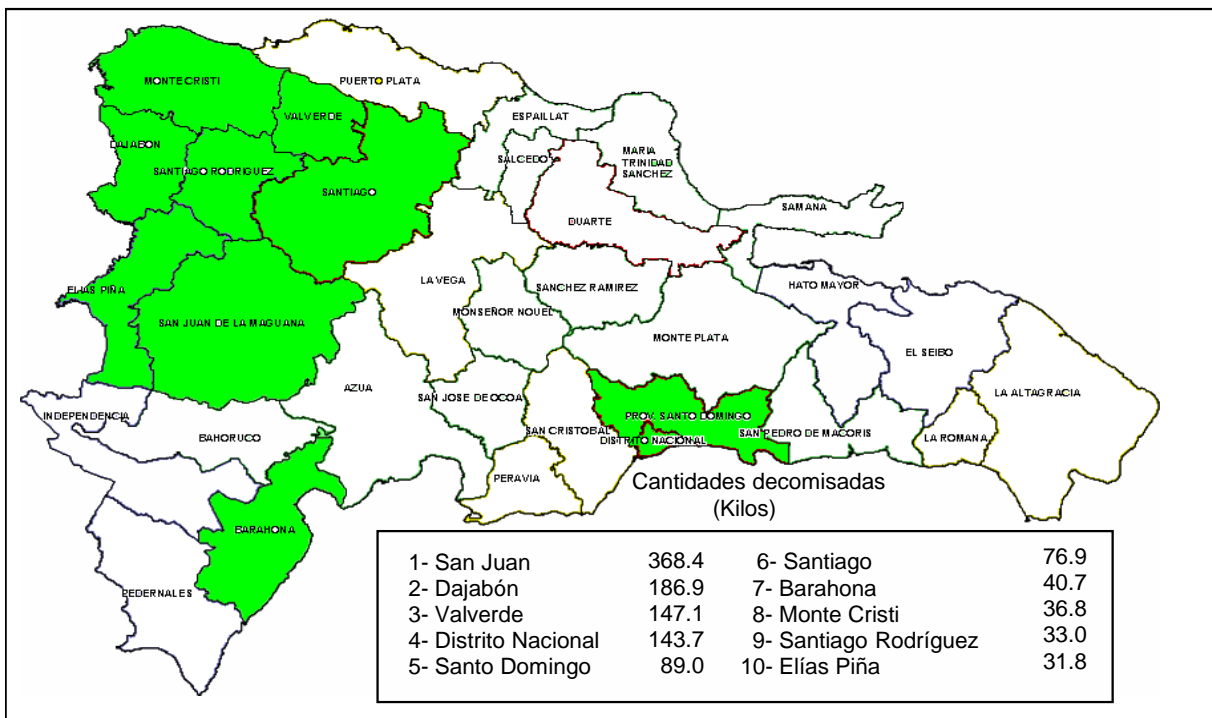 MONTE CRISTI
PUERTO PLATA
VALVERDE
ESPAILLAT
DAJABON
SALCEDO
MARIA
TRINIDAD
SANCHEZ
SANTIAGO RODRIGUEZ
SANTIAGO
SAMANA
DUARTE
LA VEGA
HATO MAYOR
SANCHEZ RAMIREZ
ELIAS PIÑA
MONSEÑOR NOUEL
SAN JUAN DE LA MAGUANA
MONTE PLATA
EL SEIBO
AZUA
LA ALTAGRACIA
SAN JOSE DE OCOA
INDEPENDENCIA
PROV. SANTO DOMINGO
SAN CRISTOBAL
SAN PEDRO DE MACORIS
BAHORUCO
DISTRITO NACIONAL
LA ROMANA
PERAVIA
BARAHONA
PEDERNALES
Cantidades decomisadas
(Kilos)
1- San Juan 368.4 6- Santiago 76.9
2- Dajabón 186.9 7- Barahona 40.7
3- Valverde 147.1 8- Monte Cristi 36.8
4- Distrito Nacional 143.7 9- Santiago Rodríguez 33.0
5- Santo Domingo 89.0 10- Elías Piña 31.8